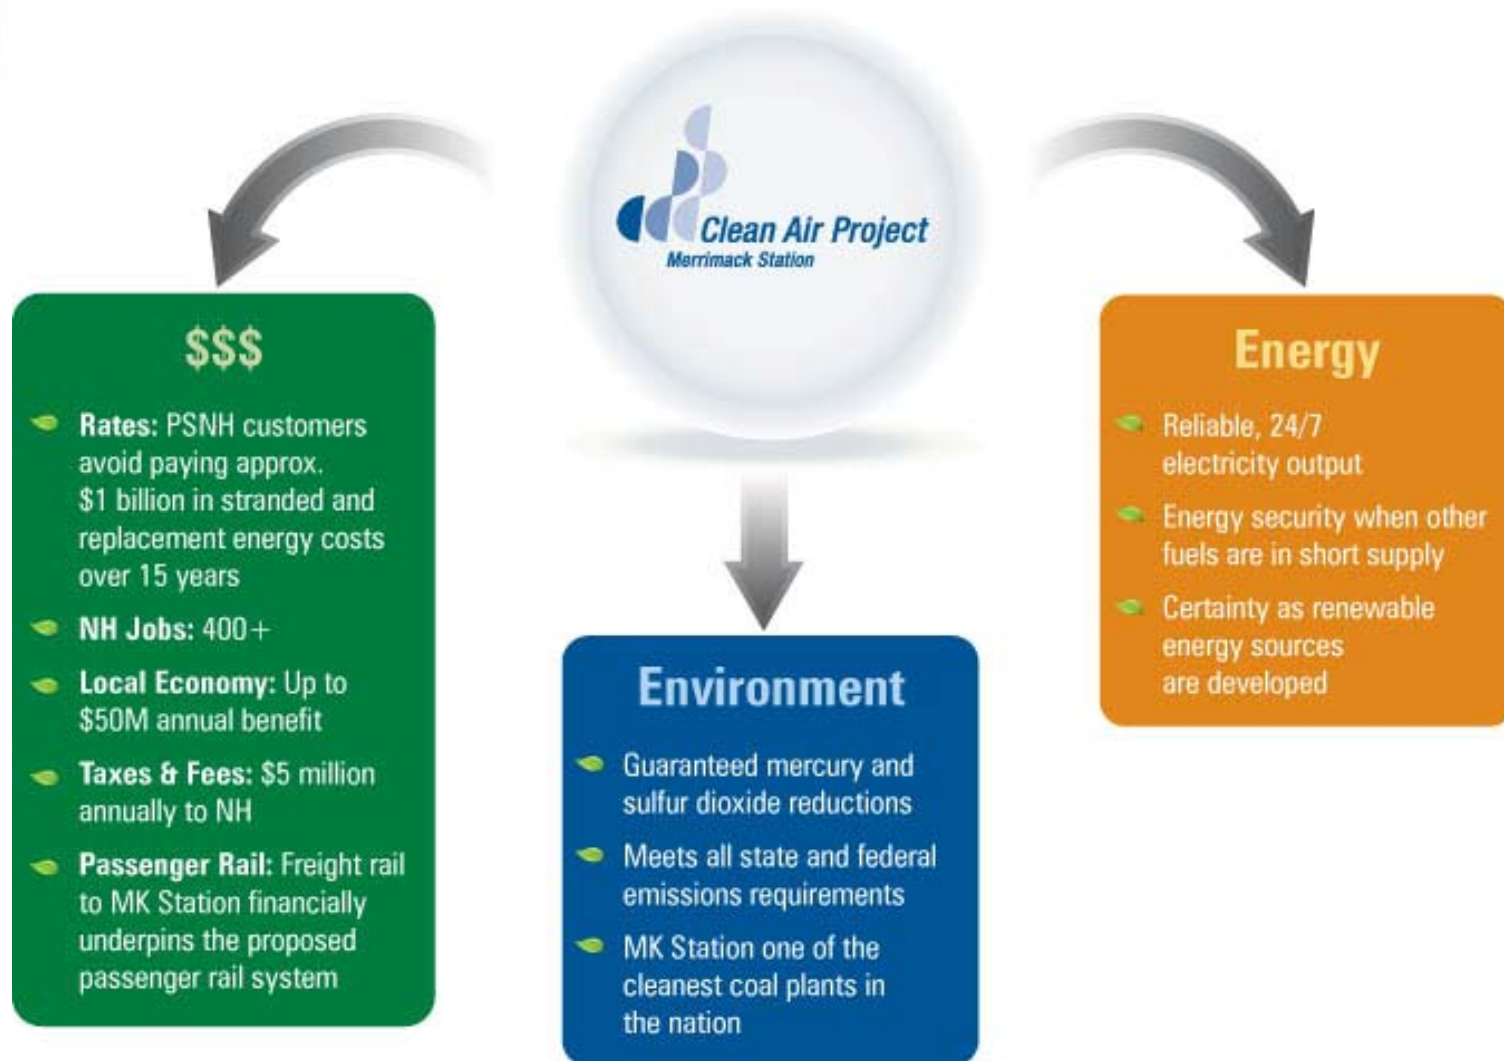 Clean Air Project
Merrimack Station
$$$
Rates: PSNH customers
avoid paying approx.
$1 billion in stranded and
replacement energy costs
over 15 years
NH Jobs: 400+
Local Economy: Up to
$50M annual benefit
Taxes & Fees: $5 million
annually to NH
Passenger Rail: Freight rail
to MK Station financially
underpins the proposed
passenger rail system
Environment
Guaranteed mercury and
sulfur dioxide reductions
Meets all state and federal
emissions requirements
MK Station one of the
cleanest coal plants in
the nation
Energy
Reliable, 24/7
electricity output
Energy security when other
fuels are in short supply
Certainty as renewable
energy sources
are developed